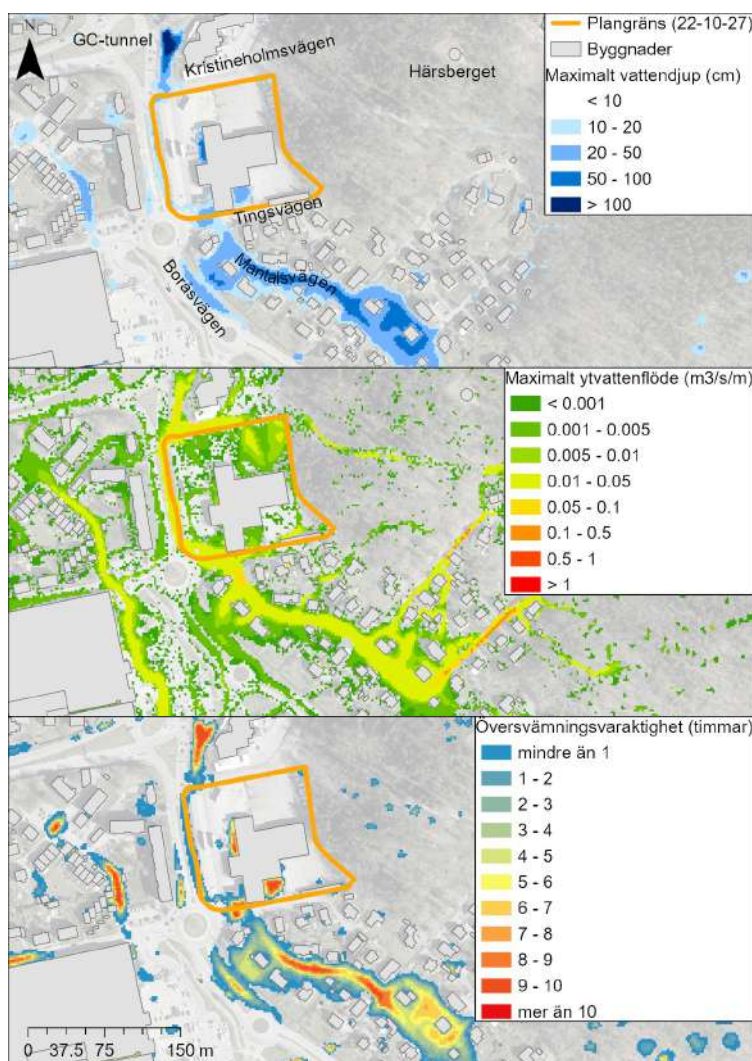 N
GC-tunnel
Kristineholmsvägen
Härsberget
Tingsvägen
Mantalsvägen
Boråsvägen
Plangräns (22-10-27)
Byggnader
Maximalt vattendjup (cm)
< 10
10 - 20
20 - 50
50 - 100
> 100
Maximalt ytvattenflöde (m3/s/m)
< 0.001
0.001 - 0.005
0.005 - 0.01
0.01 - 0.05
0.05 - 0.1
0.1 - 0.5
0.5 - 1
> 1
Översvämningsvaraktighet (timmar)
mindre än 1
1 - 2
2 - 3
3 - 4
4 - 5
5 - 6
6 - 7
7 - 8
8 - 9
9 - 10
mer än 10
0 37.5 75 150 m